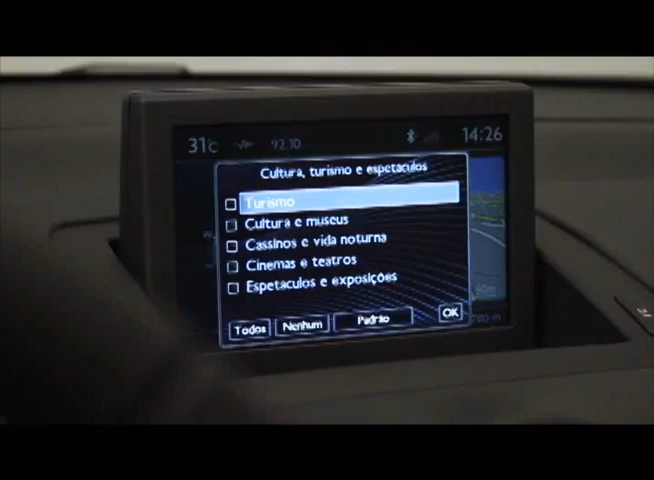 31°C 92.10 14:26
Cultura, turismo e espetaculos
Turismo
Cultura e museus
Cassinos e vida noturna
Cinemas e teatros
Espetaculos e exposições
Todos Nenhum Padrão OK